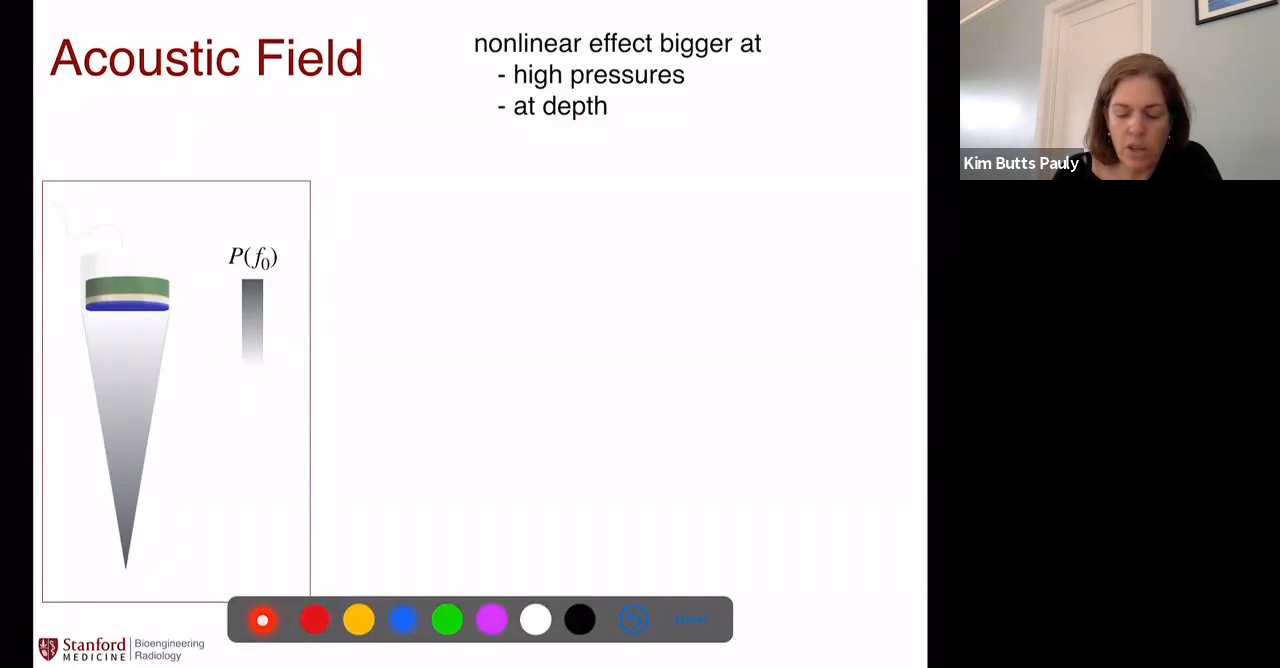 Acoustic Field
nonlinear effect bigger at
- high pressures
- at depth
P(f₀)
Kim Butts Pauly
Stanford
MEDICINE
Bioengineering
Radiology